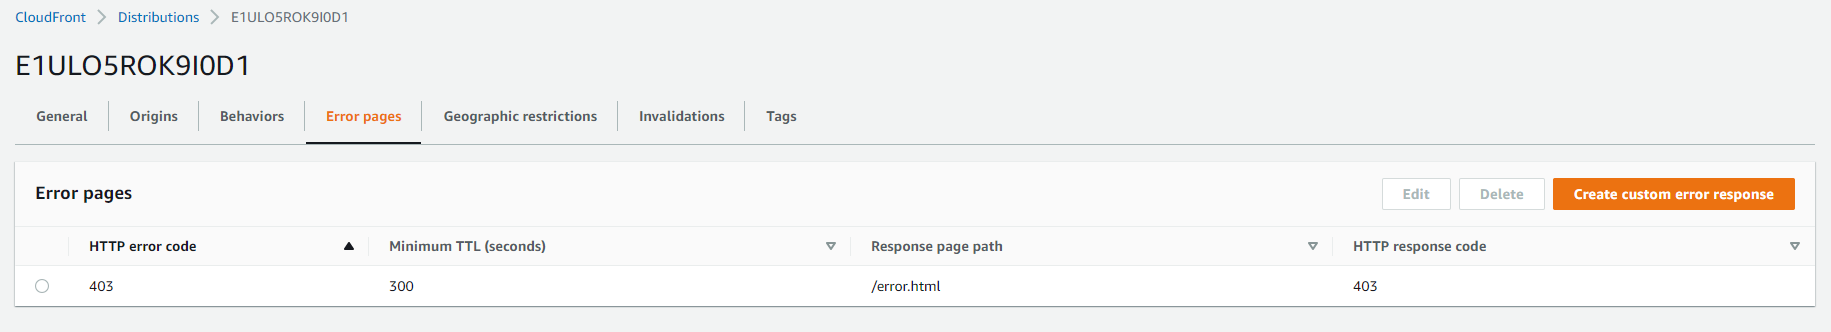 CloudFront > Distributions > E1ULO5ROK9I0D1
E1ULO5ROK9I0D1
General Origins Behaviors Error pages Geographic restrictions Invalidations Tags
Error pages Edit Delete Create custom error response
HTTP error code Minimum TTL (seconds) Response page path HTTP response code
403 300 /error.html 403